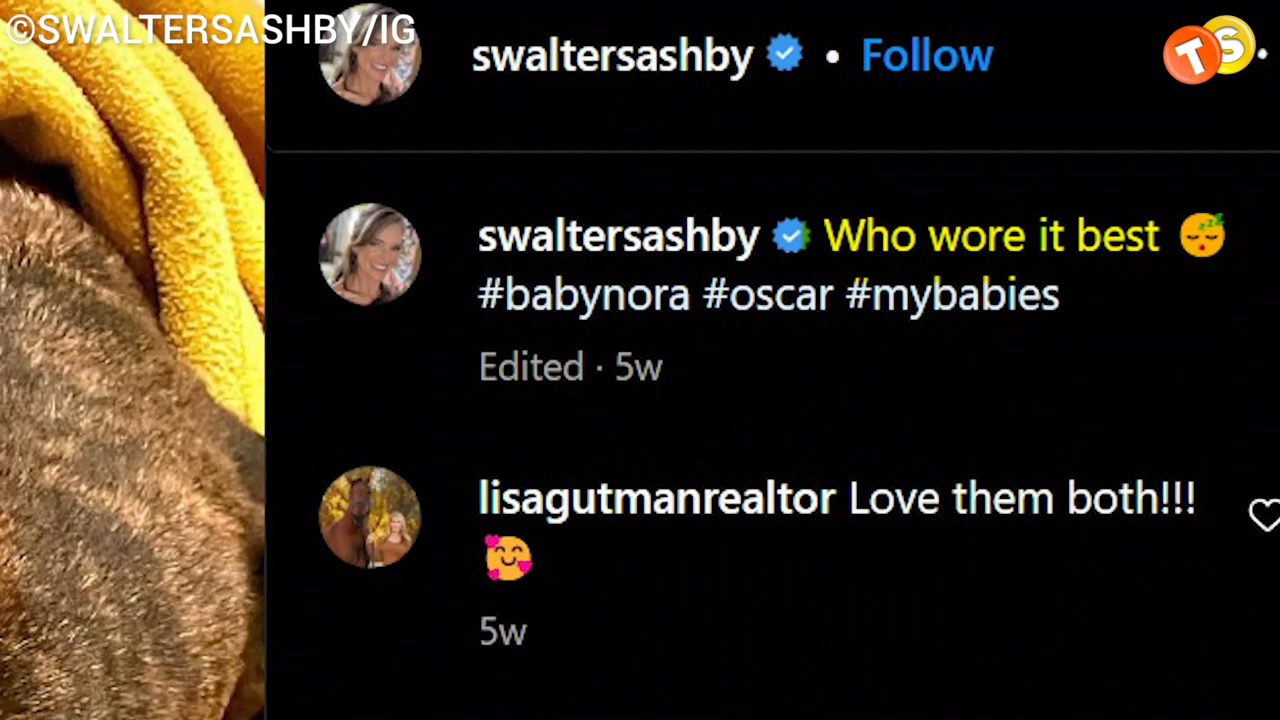 ©SWALTERSASHBY/IG
swaltersashby • Follow
TS
swaltersashby Who wore it best 😴
#babynora #oscar #mybabies
Edited · 5w
lisagutmanrealtor Love them both!!!
🥰
5w